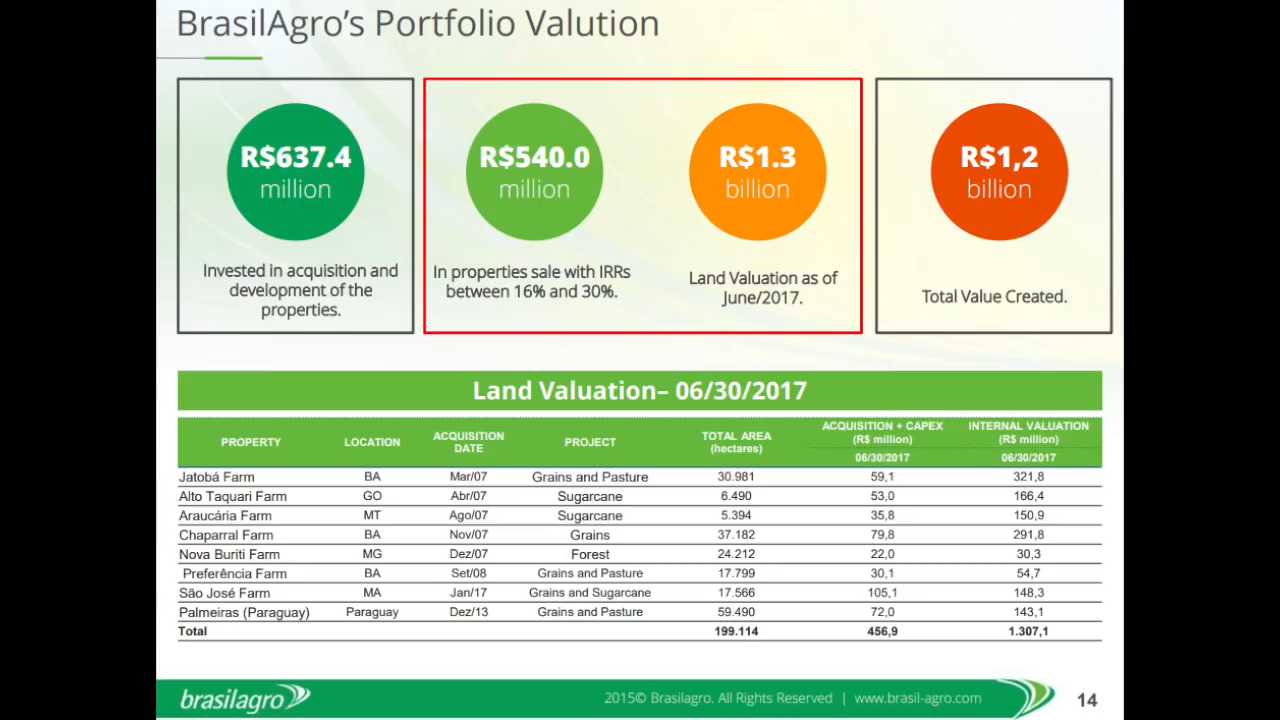 BrasilAgro's Portfolio Valution
R$637.4
million
Invested in acquisition and
development of the
properties.
R$540.0
million
In properties sale with IRRs
between 16% and 30%.
R$1.3
billion
Land Valuation as of
June/2017.
R$1,2
billion
Total Value Created.
Land Valuation– 06/30/2017
PROPERTY LOCATION ACQUISITION DATE PROJECT TOTAL AREA (hectares) ACQUISITION + CAPEX (R$ million) INTERNAL VALUATION (R$ million)
06/30/2017 06/30/2017
Jatobá Farm BA Mar/07 Grains and Pasture 30.981 59,1 321,8
Alto Taquari Farm GO Abr/07 Sugarcane 6.490 53,0 166,4
Araucária Farm MT Ago/07 Sugarcane 5.394 35,8 150,9
Chaparral Farm BA Nov/07 Grains 37.182 79,8 291,8
Nova Buriti Farm MG Dez/07 Forest 24.212 22,0 30,3
Preferência Farm BA Set/08 Grains and Pasture 17.799 30,1 54,7
São José Farm MA Jan/17 Grains and Sugarcane 17.566 105,1 148,3
Palmeiras (Paraguay) Paraguay Dez/13 Grains and Pasture 59.490 72,0 143,1
Total 199.114 456,9 1.307,1
brasilagro
2015© Brasilagro. All Rights Reserved | www.brasil-agro.com
14